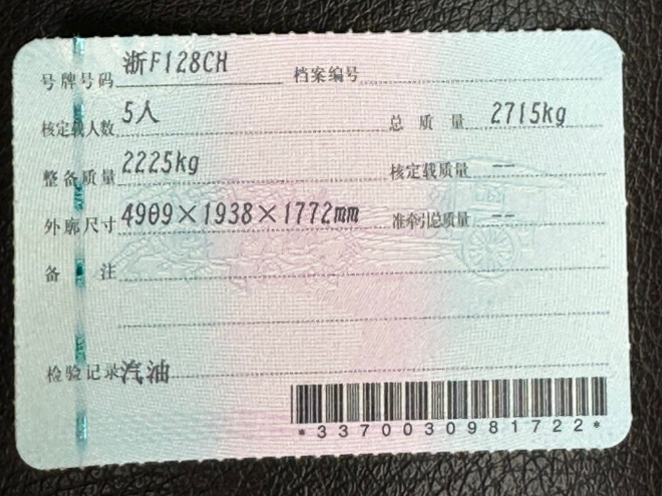 号牌号码 浙F128CH 档案编号
核定载人数 5人 总质量 2715kg
整备质量 2225kg 核定载质量 --
外廓尺寸 4909×1938×1772mm 准牵引总质量 --
备注
检验记录 汽油
*3370030981722*